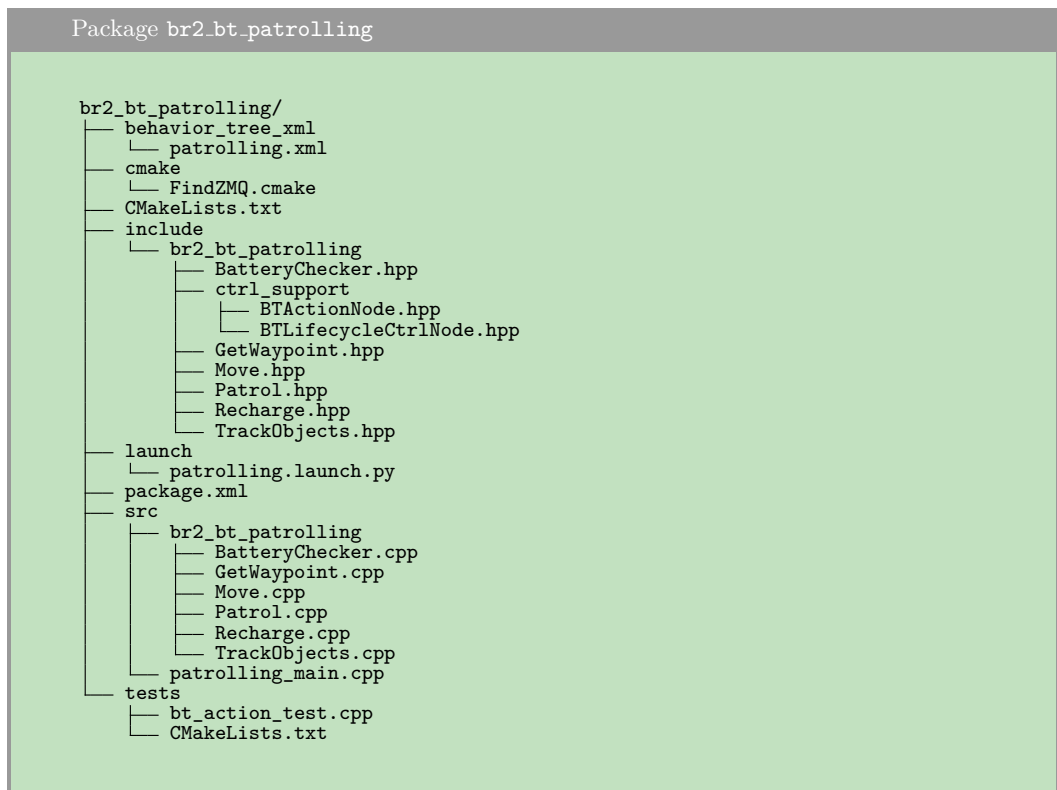 Package br2_bt_patrolling
br2_bt_patrolling/
├── behavior_tree_xml
│   └── patrolling.xml
├── cmake
│   └── FindZMQ.cmake
├── CMakeLists.txt
├── include
│   └── br2_bt_patrolling
│       ├── BatteryChecker.hpp
│       ├── ctrl_support
│       │   ├── BTActionNode.hpp
│       │   └── BTLifecycleCtrlNode.hpp
│       ├── GetWaypoint.hpp
│       ├── Move.hpp
│       ├── Patrol.hpp
│       ├── Recharge.hpp
│       └── TrackObjects.hpp
├── launch
│   └── patrolling.launch.py
├── package.xml
├── src
│   ├── br2_bt_patrolling
│   │   ├── BatteryChecker.cpp
│   │   ├── GetWaypoint.cpp
│   │   ├── Move.cpp
│   │   ├── Patrol.cpp
│   │   ├── Recharge.cpp
│   │   └── TrackObjects.cpp
│   └── patrolling_main.cpp
└── tests
    ├── bt_action_test.cpp
    └── CMakeLists.txt